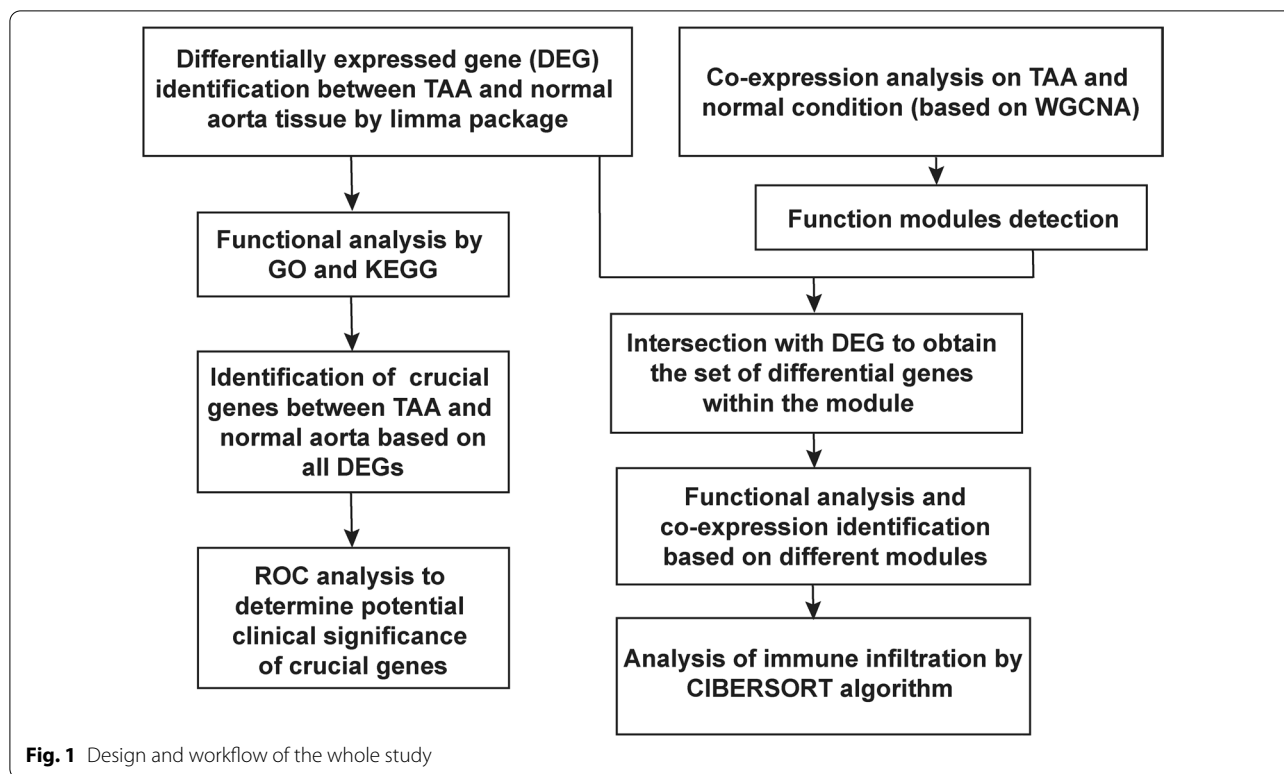 Differentially expressed gene (DEG)
identification between TAA and normal
aorta tissue by limma package
Functional analysis by
GO and KEGG
Identification of crucial
genes between TAA and
normal aorta based on
all DEGs
ROC analysis to
determine potential
clinical significance
of crucial genes
Co-expression analysis on TAA and
normal condition (based on WGCNA)
Function modules detection
Intersection with DEG to obtain
the set of differential genes
within the module
Functional analysis and
co-expression identification
based on different modules
Analysis of immune infiltration by
CIBERSORT algorithm
Fig. 1 Design and workflow of the whole study